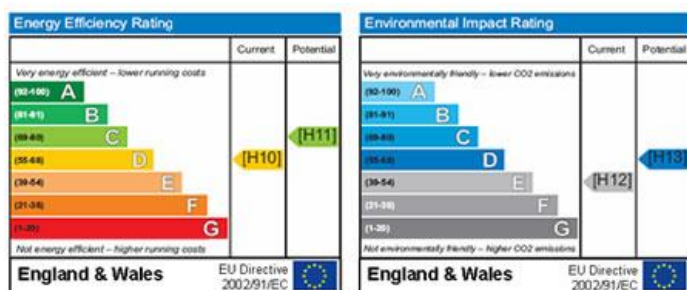 Energy Efficiency Rating
Current Potential
Very energy efficient – lower running costs
(92-100) A
(81-91) B
(69-80) C
[H11]
(55-68) D
[H10]
(39-54) E
(21-38) F
(1-20) G
Not energy efficient – higher running costs
England & Wales
EU Directive
2002/91/EC
Environmental Impact Rating
Current Potential
Very environmentally friendly – lower CO2 emissions
(92-100) A
(81-91) B
(69-80) C
(55-68) D
[H13]
(39-54) E
[H12]
(21-38) F
(1-20) G
Not environmentally friendly – higher CO2 emissions
England & Wales
EU Directive
2002/91/EC